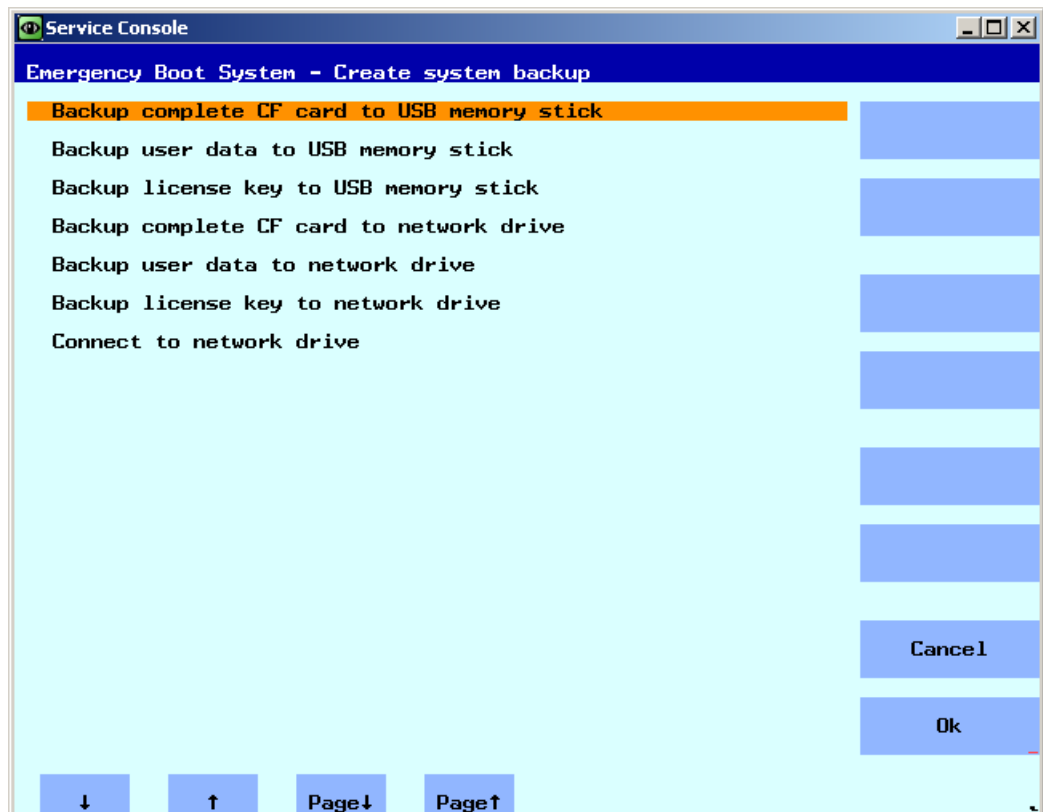 Service Console
Emergency Boot System - Create system backup
Backup complete CF card to USB memory stick
Backup user data to USB memory stick
Backup license key to USB memory stick
Backup complete CF card to network drive
Backup user data to network drive
Backup license key to network drive
Connect to network drive
Cancel
Ok
↓ ↑ Page↓ Page↑